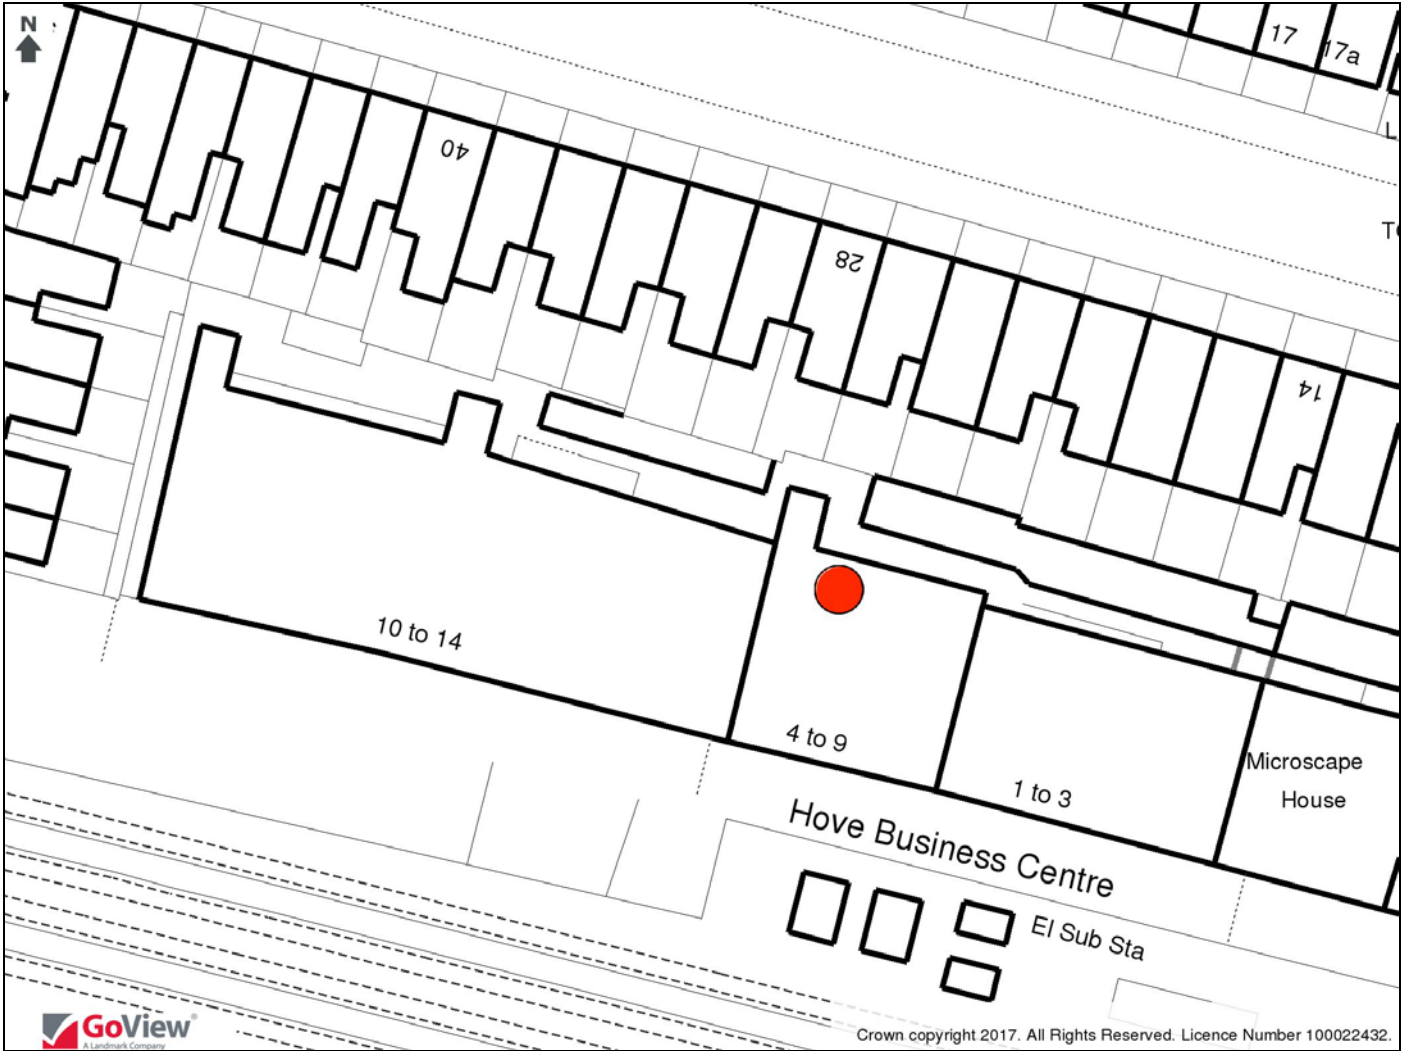 N
17
17a
L
40
T
28
14
10 to 14
4 to 9
1 to 3
Microscape
House
Hove Business Centre
El Sub Sta
GoView®
A Landmark Company
Crown copyright 2017. All Rights Reserved. Licence Number 100022432.